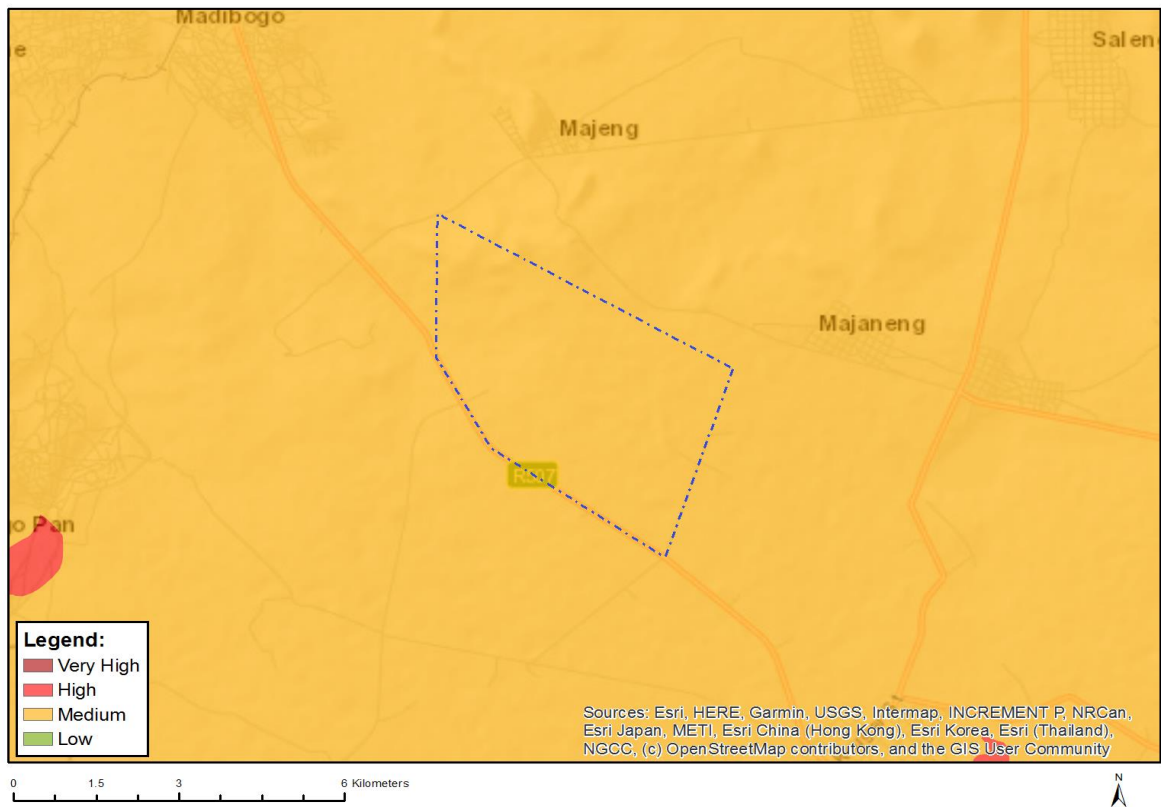 Madibogo
e
Salen
Majeng
Majaneng
o Pan
Legend:
Very High
High
Medium
Low
Sources: Esri, HERE, Garmin, USGS, Intermap, INCREMENT P, NRCan,
Esri Japan, METI, Esri China (Hong Kong), Esri Korea, Esri (Thailand),
NGCC, (c) OpenStreetMap contributors, and the GIS User Community
0 1.5 3 6 Kilometers
N